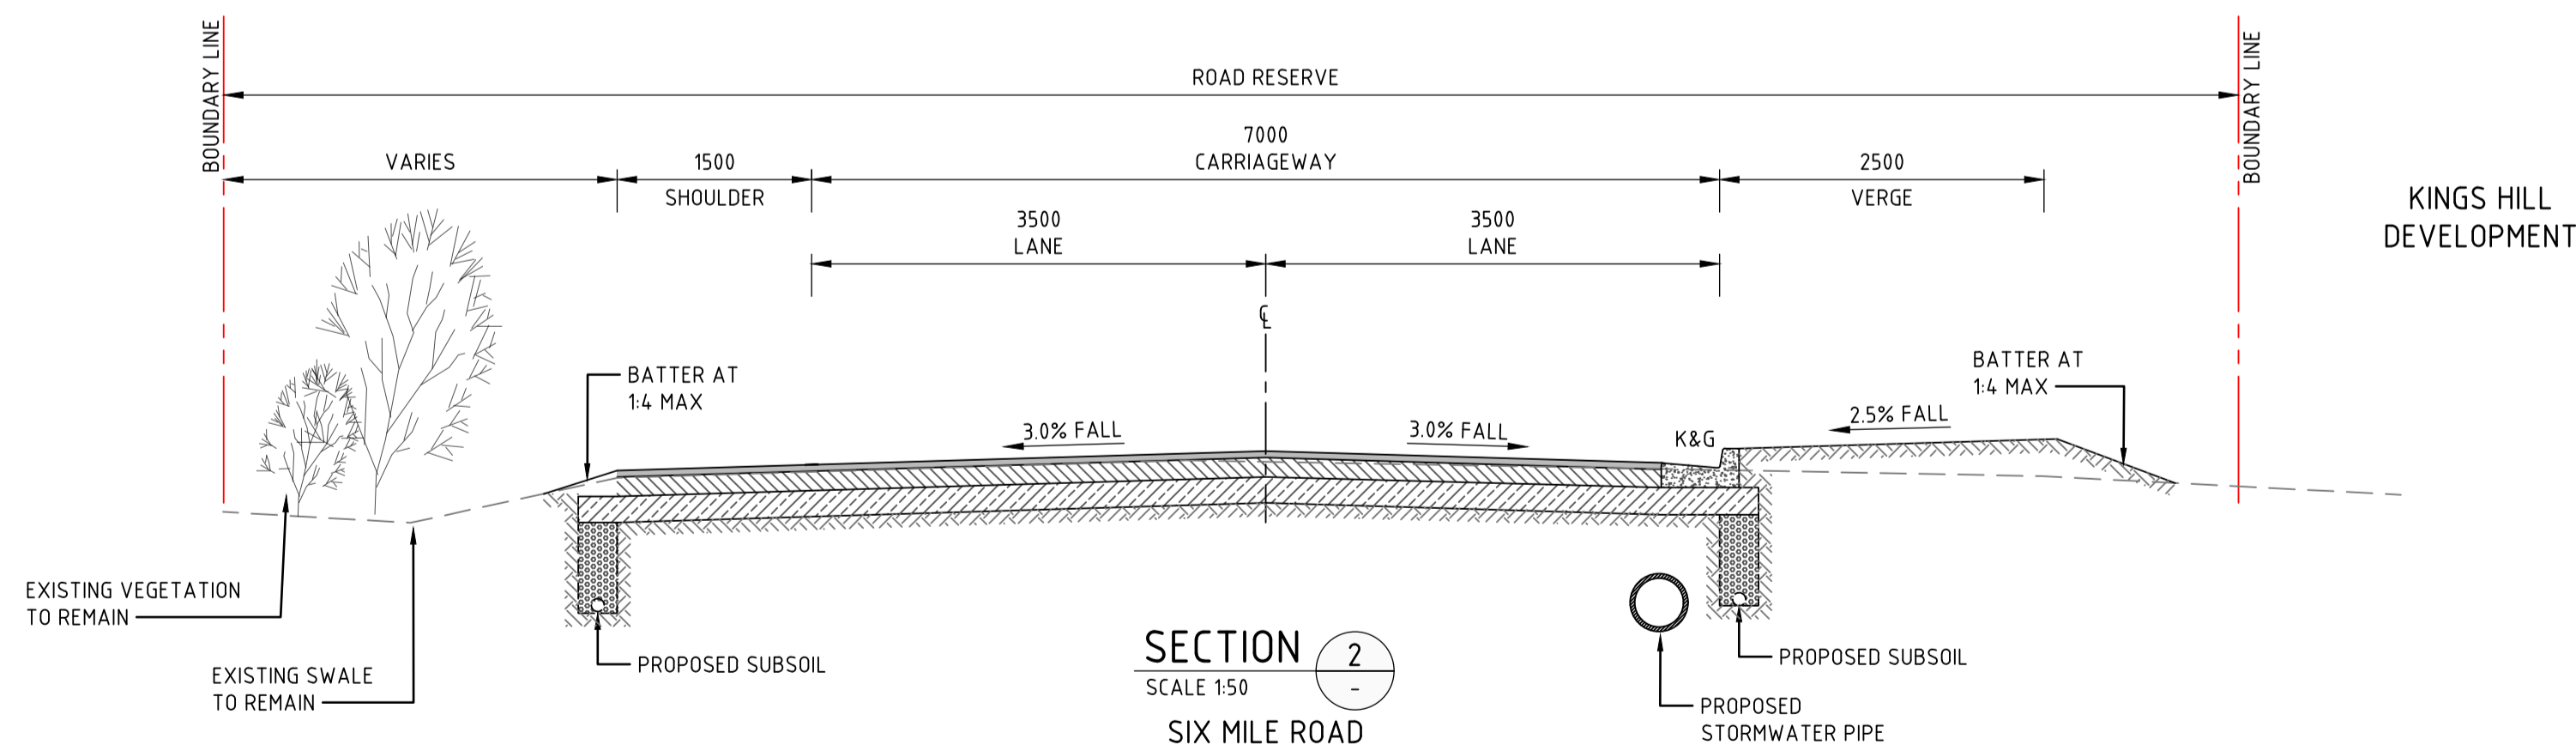 BOUNDARY LINE
ROAD RESERVE
BOUNDARY LINE
VARIES
1500
SHOULDER
7000
CARRIAGEWAY
2500
VERGE
KINGS HILL
DEVELOPMENT
3500
LANE
3500
LANE
℄
BATTER AT
1:4 MAX
3.0% FALL
3.0% FALL
K&G
2.5% FALL
BATTER AT
1:4 MAX
EXISTING VEGETATION
TO REMAIN
EXISTING SWALE
TO REMAIN
PROPOSED SUBSOIL
SECTION
2
SCALE 1:50
-
SIX MILE ROAD
PROPOSED SUBSOIL
PROPOSED
STORMWATER PIPE